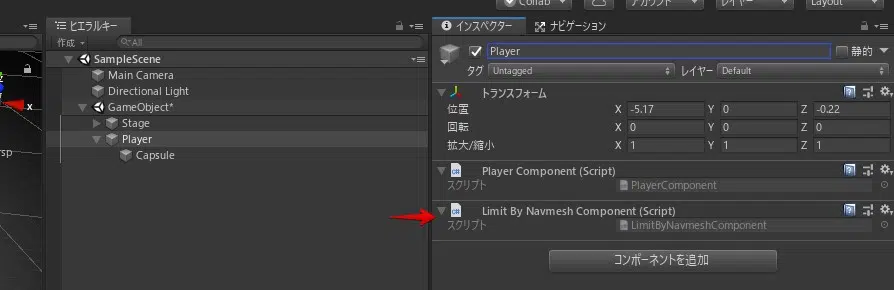 Collab
アカウント
レイヤー
Layout
ヒエラルキー
インスペクター
ナビゲーション
作成
All
SampleScene
Main Camera
Directional Light
GameObject*
Stage
Player
Capsule
Player
静的
タグ Untagged レイヤー Default
トランスフォーム
位置 X -5.17 Y 0 Z -0.22
回転 X 0 Y 0 Z 0
拡大/縮小 X 1 Y 1 Z 1
Player Component (Script)
スクリプト PlayerComponent
Limit By Navmesh Component (Script)
スクリプト LimitByNavmeshComponent
コンポーネントを追加
x
sp